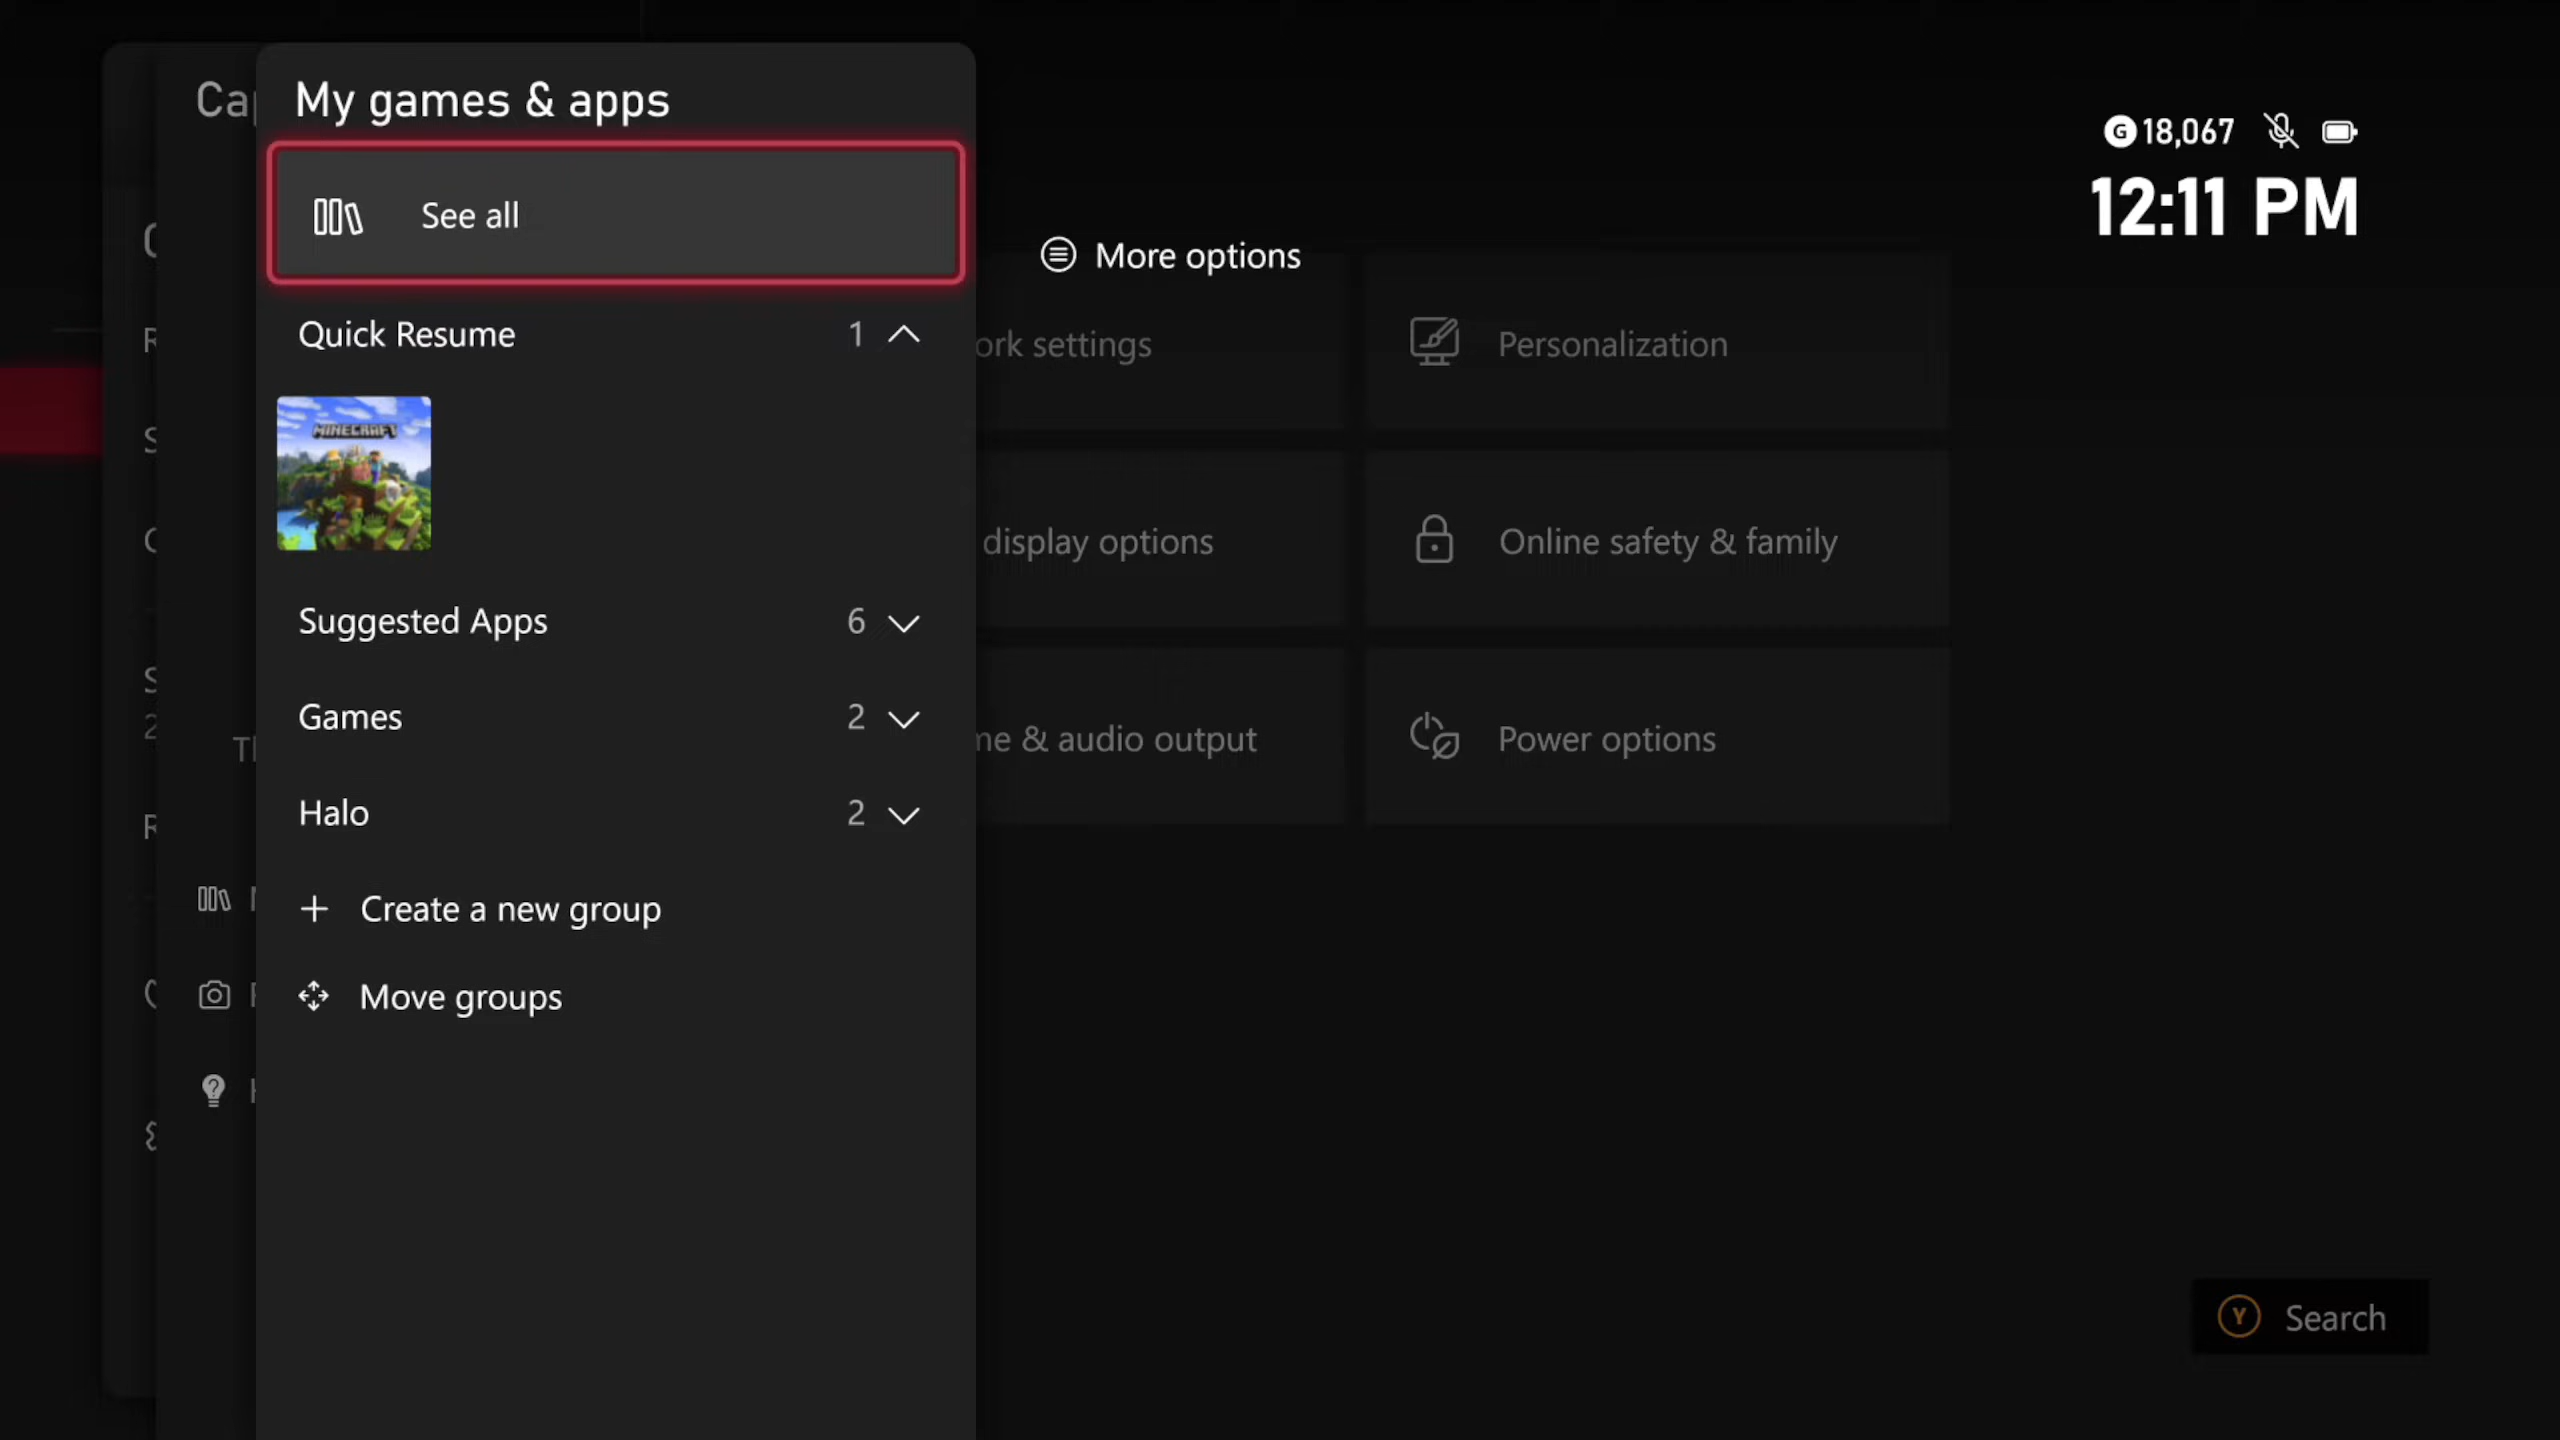 My games & apps
See all
Quick Resume 1
MINECRAFT
Suggested Apps 6
Games 2
Halo 2
Create a new group
Move groups
G 18,067
12:11 PM
More options
ork settings
Personalization
display options
Online safety & family
me & audio output
Power options
Y Search